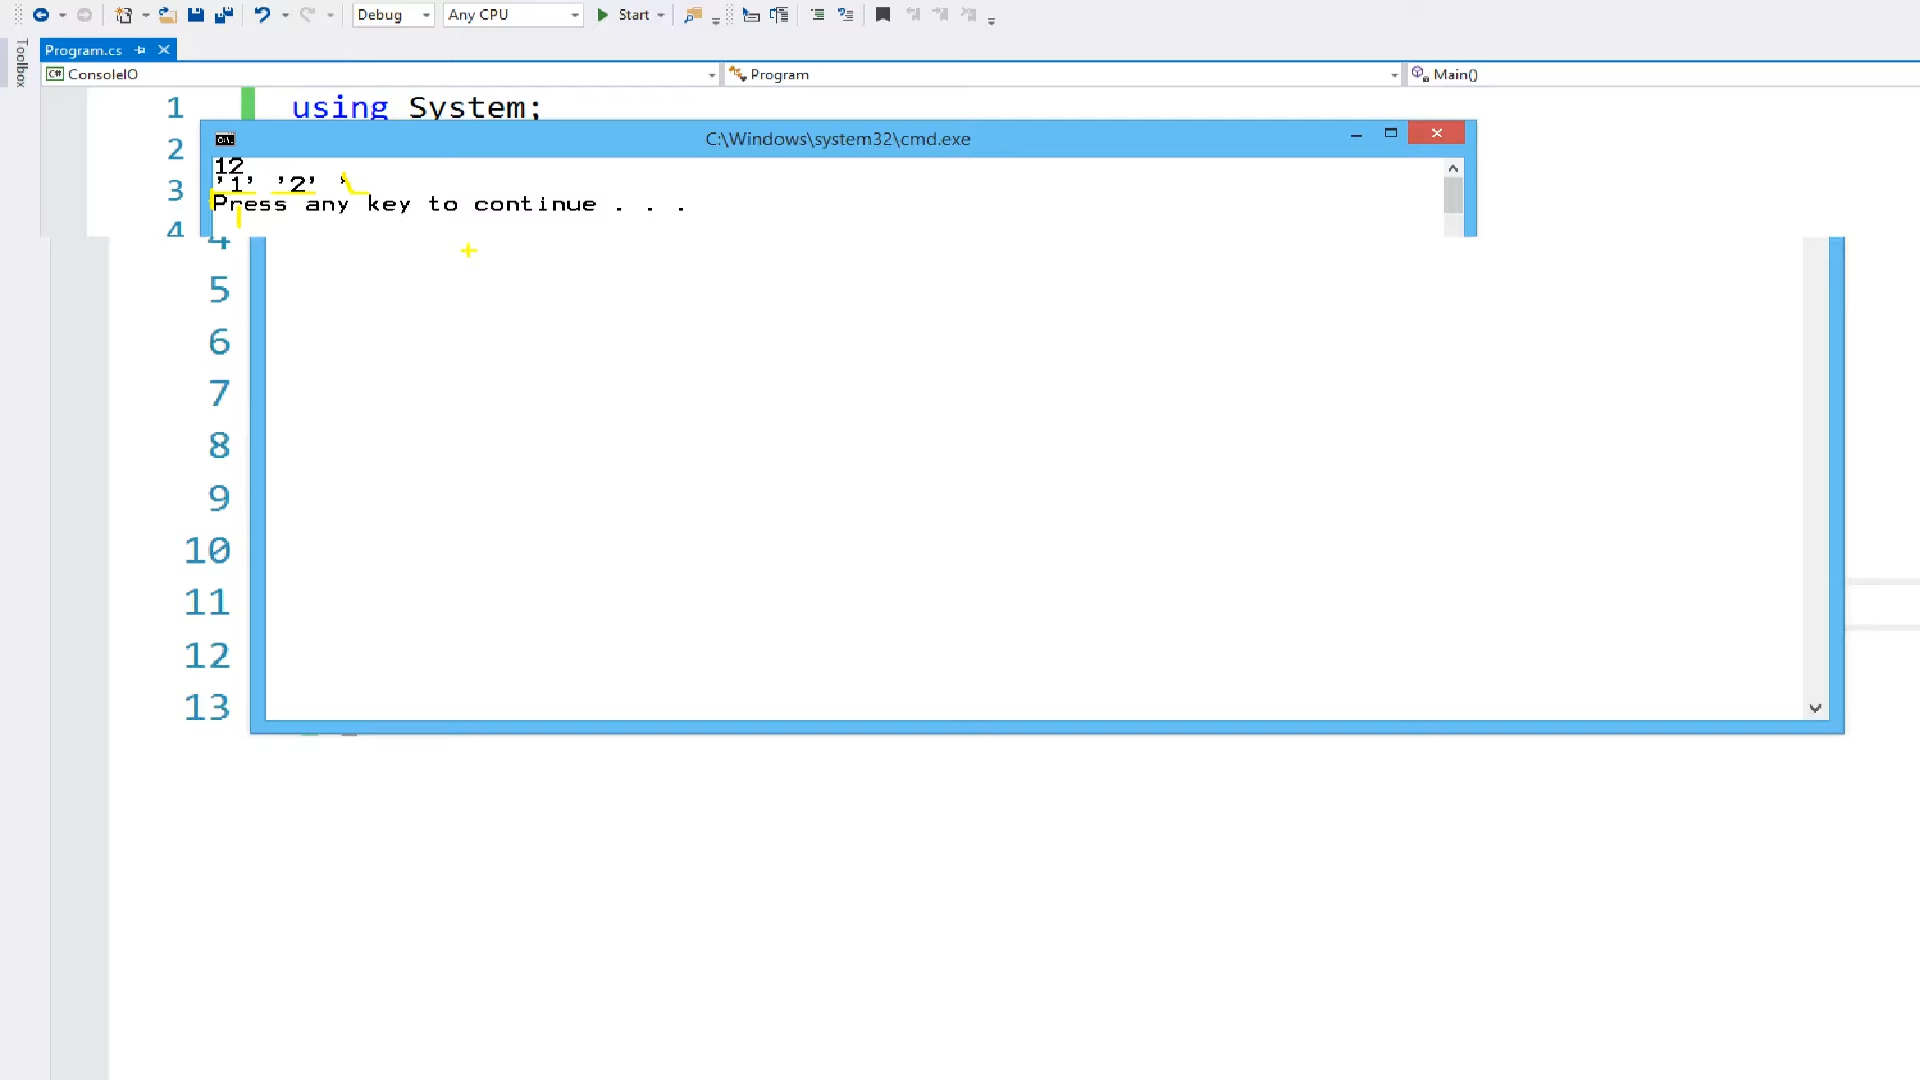 Debug Any CPU Start
Toolbox
Program.cs
ConsoleIO Program Main()
1 using System;
C:\Windows\system32\cmd.exe
2
12
3
'1' '2' '
Press any key to continue . . .
4
4
5
6
7
8
9
10
11
12
13